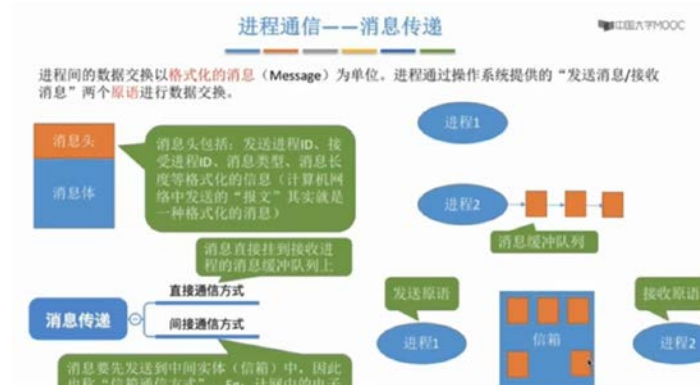 进程通信——消息传递
中国大学MOOC
进程间的数据交换以格式化的消息（Message）为单位。进程通过操作系统提供的“发送消息/接收
消息”两个原语进行数据交换。
消息头
消息体
消息头包括：发送进程ID、接
受进程ID、消息类型、消息长
度等格式化的信息（计算机网
络中发送的“报文”其实就是
一种格式化的消息）
进程1
进程2
消息缓冲队列
消息直接挂到接收进
程的消息缓冲队列上
消息传递
直接通信方式
间接通信方式
发送原语
进程1
信箱
接收原语
进程2
消息要先发送到中间实体（信箱）中，因此